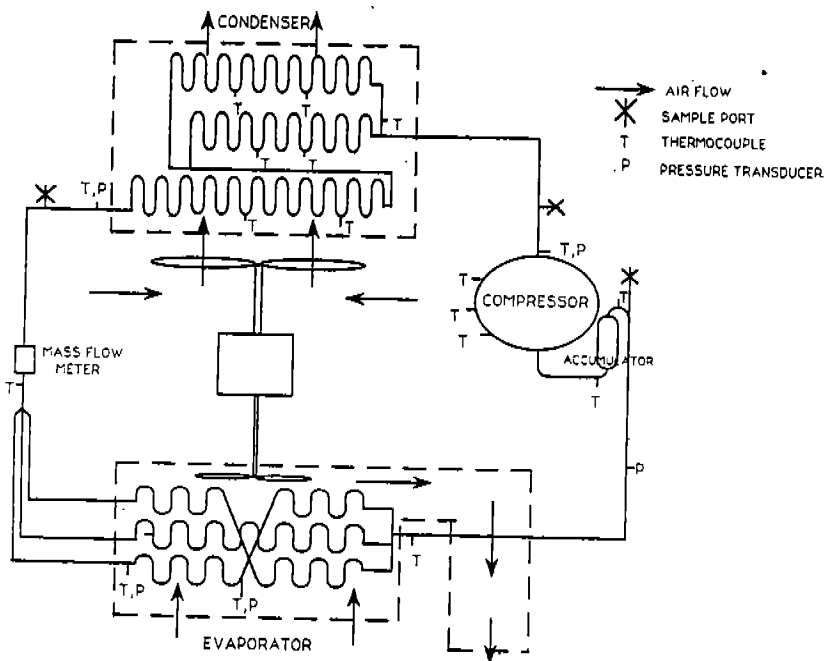 CONDENSER
AIR FLOW
SAMPLE PORT
T THERMOCOUPLE
P PRESSURE TRANSDUCER
T
T
T
T
T
T,P
T
T
T,P
T
COMPRESSOR
T
T
T
ACCUMULATOR
T
MASS FLOW
METER
T
P
T
T,P
T,P
EVAPORATOR